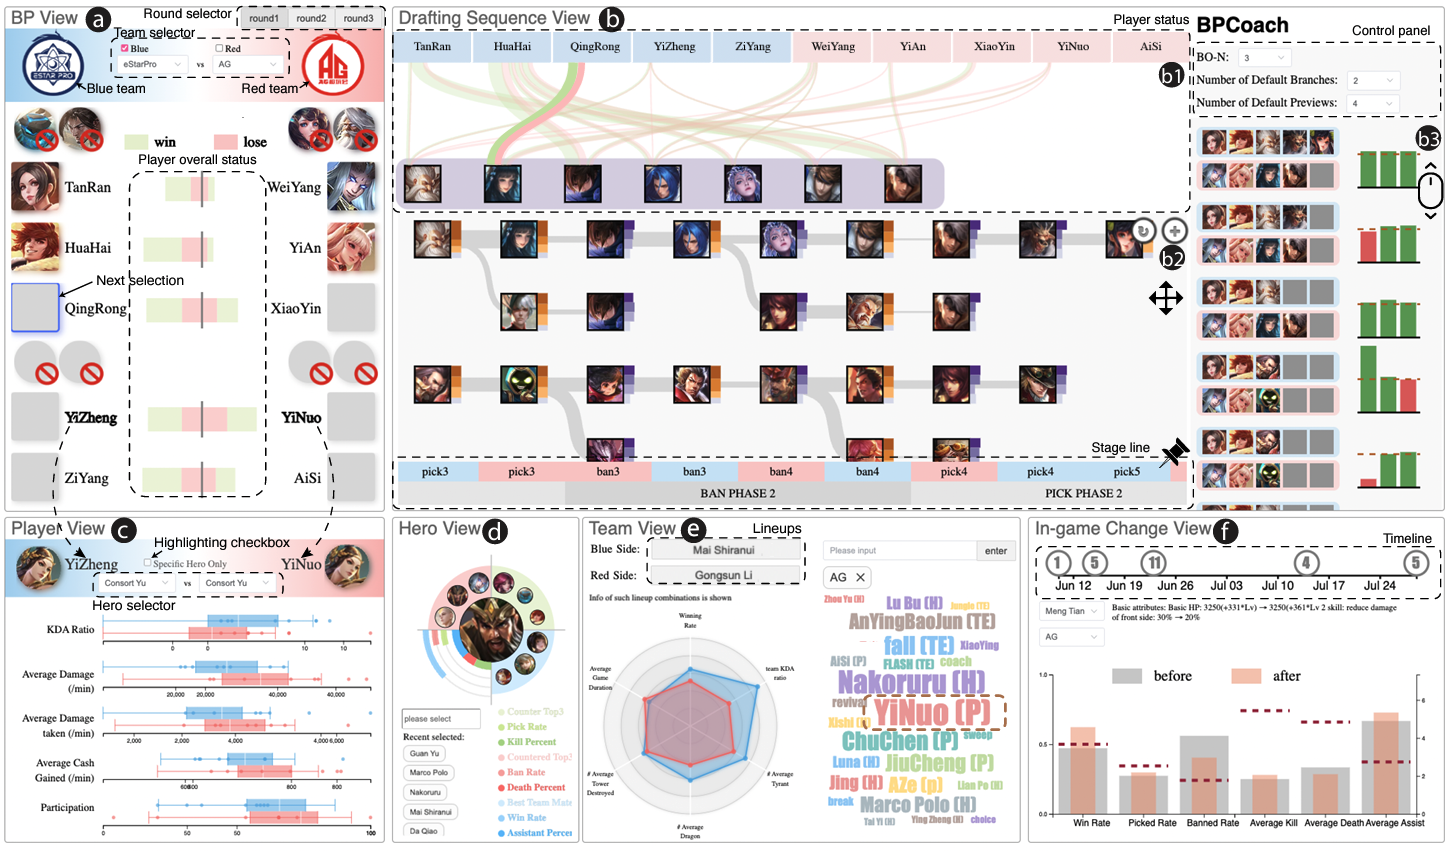 BP View a
Round selector
round1 round2 round3
Team selector
Blue
Red
eStarPro
vs
AG
ESTAR PRO
AG
Blue team
Red team
win
lose
Player overall status
TanRan
WeiYang
HuaHai
YiAn
Next selection
QingRong
XiaoYin
YiZheng
YiNuo
ZiYang
AiSi
Drafting Sequence View b
Player status
TanRan HuaHai QingRong YiZheng ZiYang WeiYang YiAn XiaoYin YiNuo AiSi
b1
b2
Stage line
pick3 pick3 ban3 ban3 ban4 ban4 pick4 pick4 pick5
BAN PHASE 2
PICK PHASE 2
BPCoach
Control panel
BO-N: 3
Number of Default Branches: 2
Number of Default Previews: 4
b3
Player View c
Highlighting checkbox
YiZheng
Specific Hero Only
YiNuo
Consort Yu
vs
Consort Yu
Hero selector
KDA Ratio
0 0 10 10
Average Damage
(/min)
20,000 20,000 40,000 40,000
Average Damage
taken (/min)
2,000 2,000 4,000
Average Cash
Gained (/min)
600 800 800
Participation
0 50 50 100
Hero View d
please select
Recent selected:
Guan Yu
Marco Polo
Nakoruru
Mai Shiranui
Da Qiao
Counter Top3
Pick Rate
Kill Percent
Countered Top3
Ban Rate
Death Percent
Best Team Mate
Win Rate
Assistant Percen
Team View e
Lineups
Blue Side: Mai Shiranui
Red Side: Gongsun Li
Info of such lineup combinations is shown
Winning
Rate
team KDA
ratio
# Average
Tyrant
# Average
Dragon
# Average
Tower
Destroyed
Average
Game
Duration
Please input
enter
AG ✕
Zhou Yu (H)
Lu Bu (H)
Jungle (TE)
AnYingBaoJun (TE)
fall (TE)
XiaoYing
AiSi (P)
FLASH (TE)
coach
Nakoruru (H)
revival
YiNuo (P)
Xishi (H)
ChuChen (P)
sweep
Luna (H)
JiuCheng (P)
Jing (H)
AZe (p)
Lian Po (H)
break
Marco Polo (H)
Tai Yi (H)
Ying Zheng (H)
choice
In-game Change View f
Timeline
1 5 11 4 5
Jun 12 Jun 19 Jun 26 Jul 03 Jul 10 Jul 17 Jul 24
Meng Tian
Basic attributes: Basic HP: 3250(+331*Lv) → 3250(+361*Lv 2 skill: reduce damage
of front side: 30% → 20%
AG
before
after
1.0
0.5
0.0
6
4
2
0
Win Rate Picked Rate Banned Rate Average Kill Average Death Average Assist